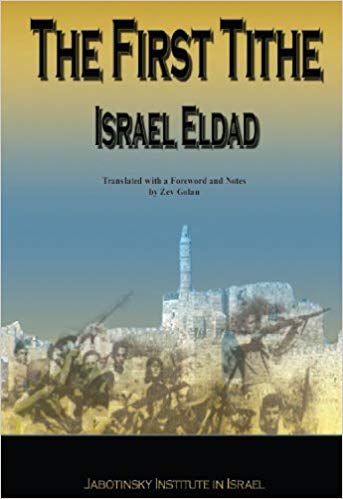 THE FIRST TITHE
ISRAEL ELDAD
Translated with a Foreword and Notes
by Zev Golan
JABOTINSKY INSTITUTE IN ISRAEL